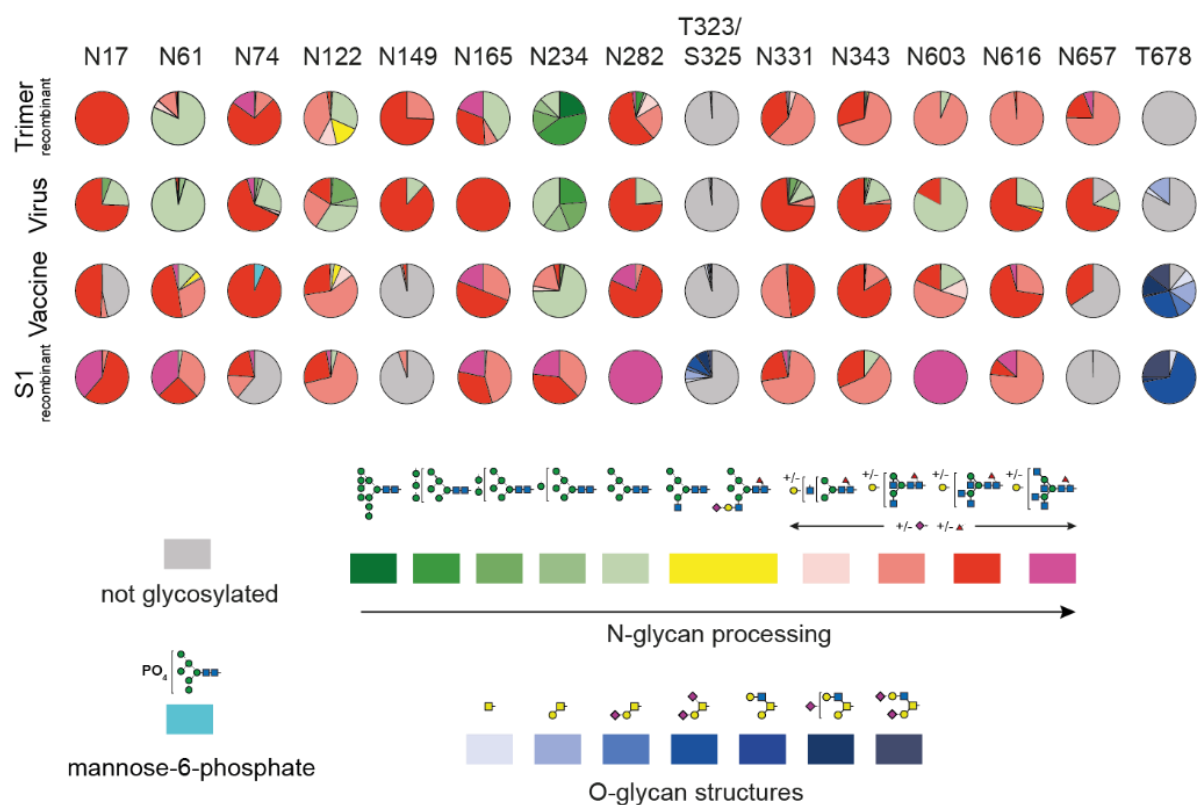 T323/
N17 N61 N74 N122 N149 N165 N234 N282 S325 N331 N343 N603 N616 N657 T678
Trimer
recombinant
Virus
Vaccine
S1
recombinant
+/- +/- +/- +/-
+/- +/-
not glycosylated
N-glycan processing
PO4
mannose-6-phosphate
O-glycan structures